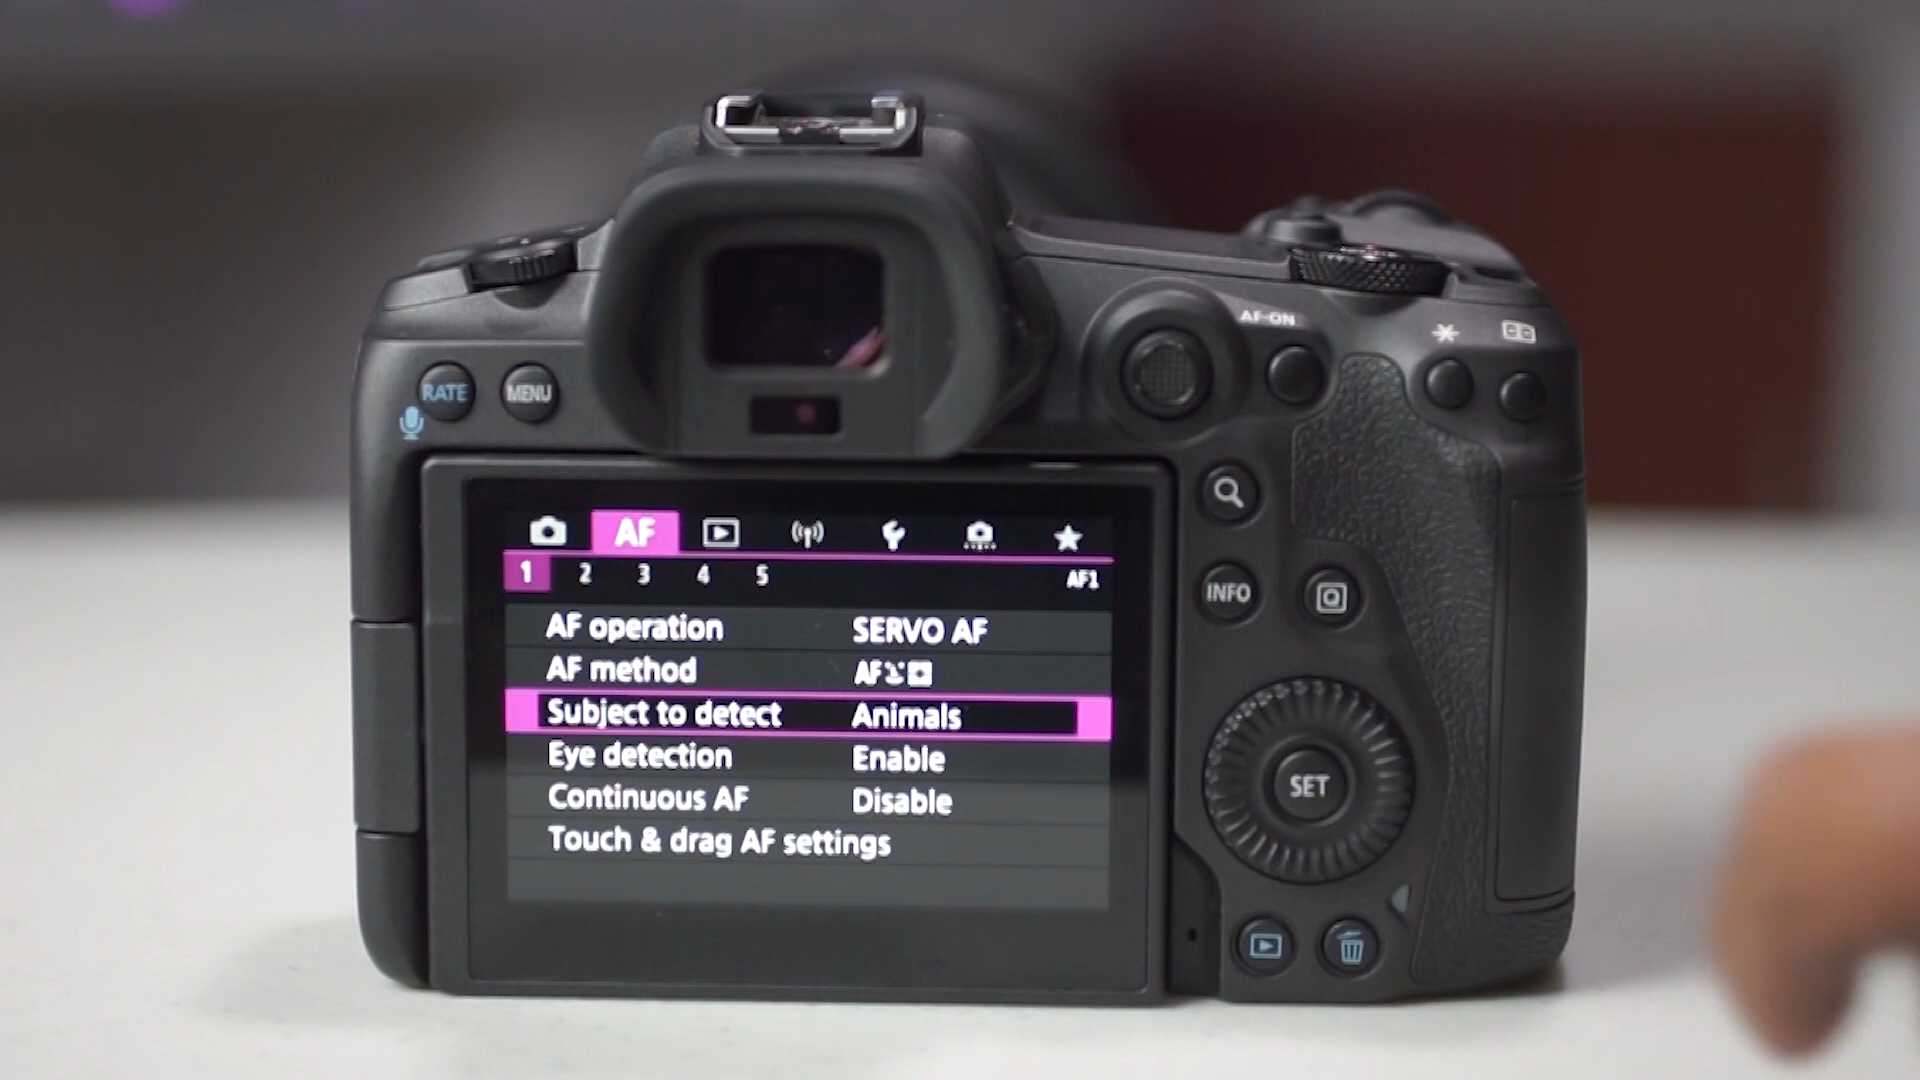 AF-ON
RATE
MENU
AF
1 2 3 4 5 AF1
AF operation SERVO AF
AF method AF
Subject to detect Animals
Eye detection Enable
Continuous AF Disable
Touch & drag AF settings
INFO
Q
SET